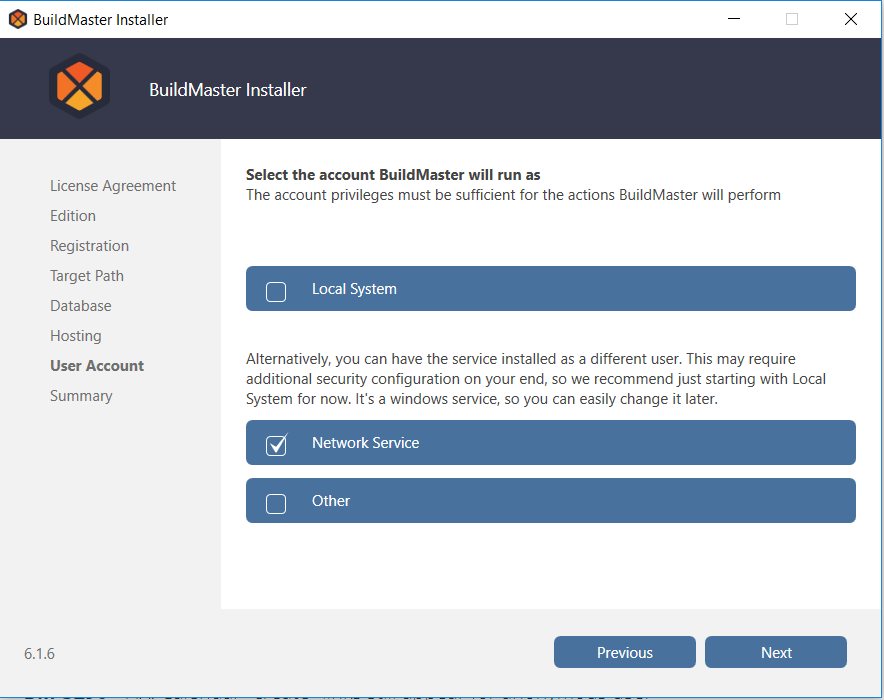 BuildMaster Installer
BuildMaster Installer
License Agreement
Edition
Registration
Target Path
Database
Hosting
User Account
Summary
Select the account BuildMaster will run as
The account privileges must be sufficient for the actions BuildMaster will perform
Local System
Alternatively, you can have the service installed as a different user. This may require
additional security configuration on your end, so we recommend just starting with Local
System for now. It's a windows service, so you can easily change it later.
Network Service
Other
6.1.6
Previous
Next